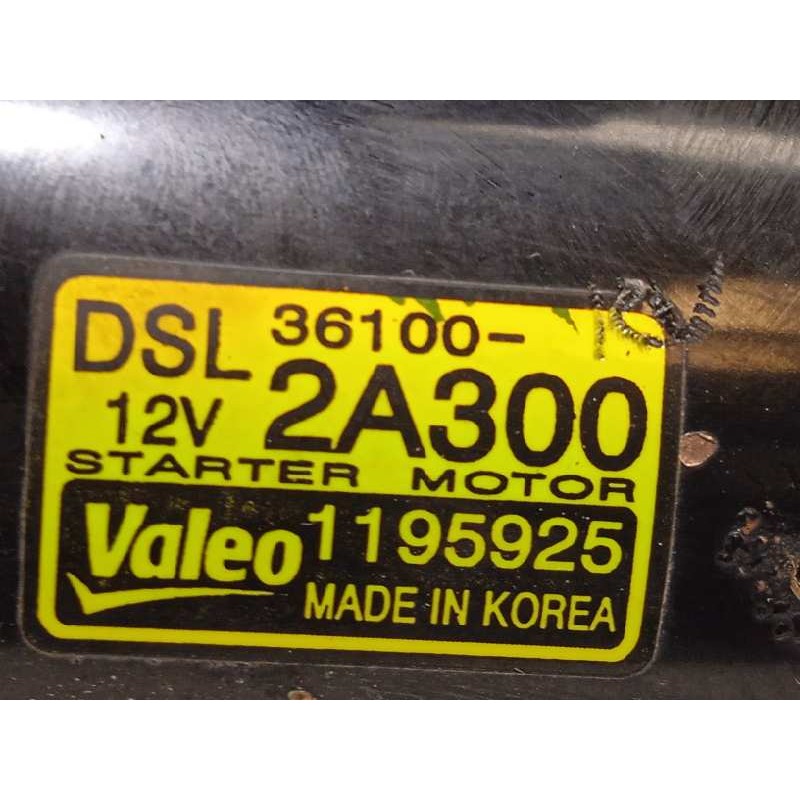 DSL 36100-
12V 2A300
STARTER MOTOR
Valeo 1195925
MADE IN KOREA